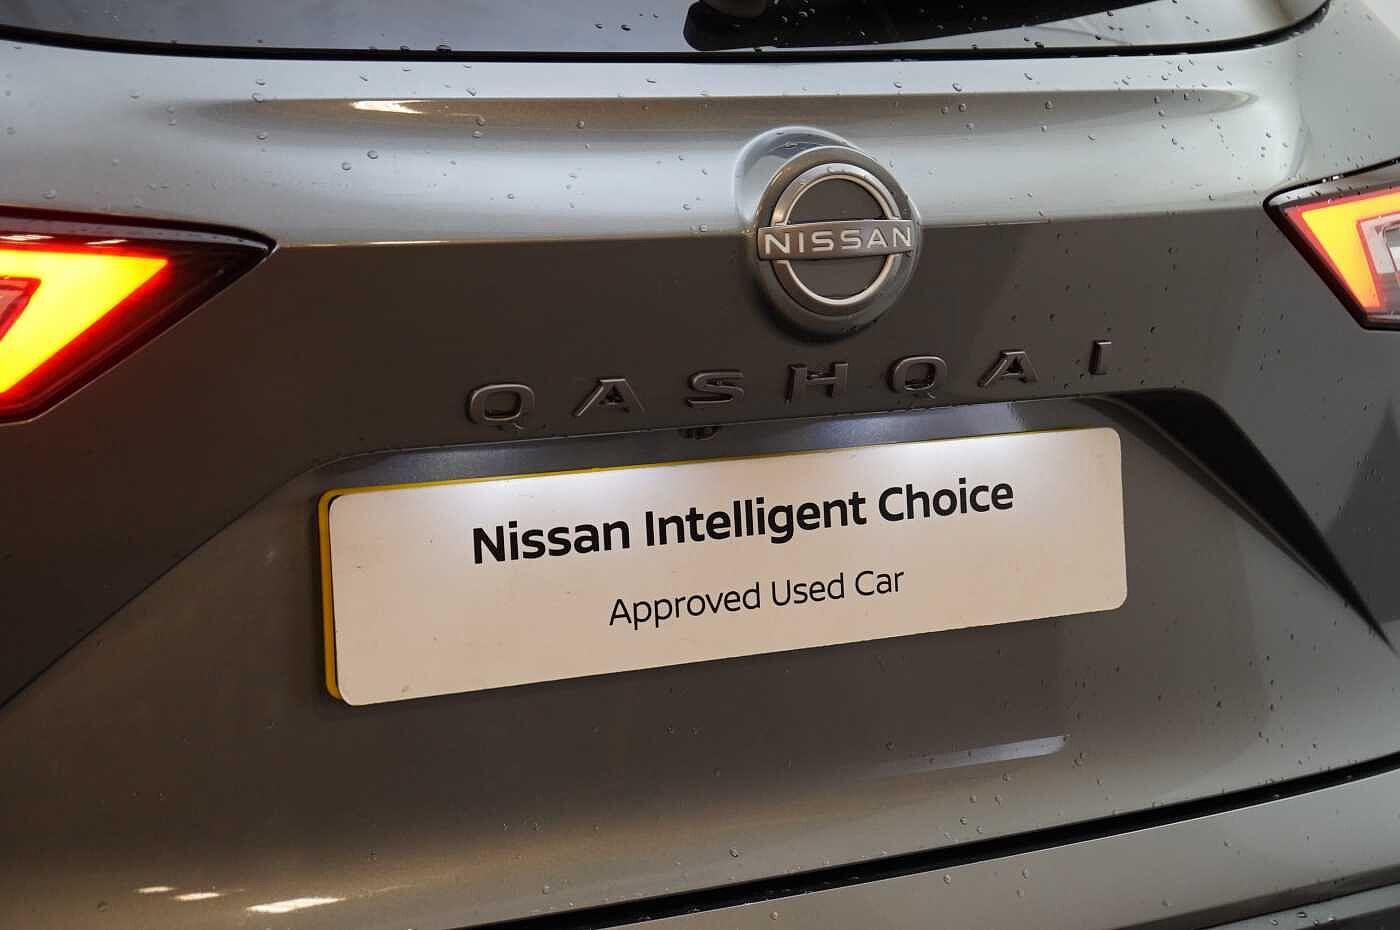 NISSAN
QASHQAI
Nissan Intelligent Choice
Approved Used Car